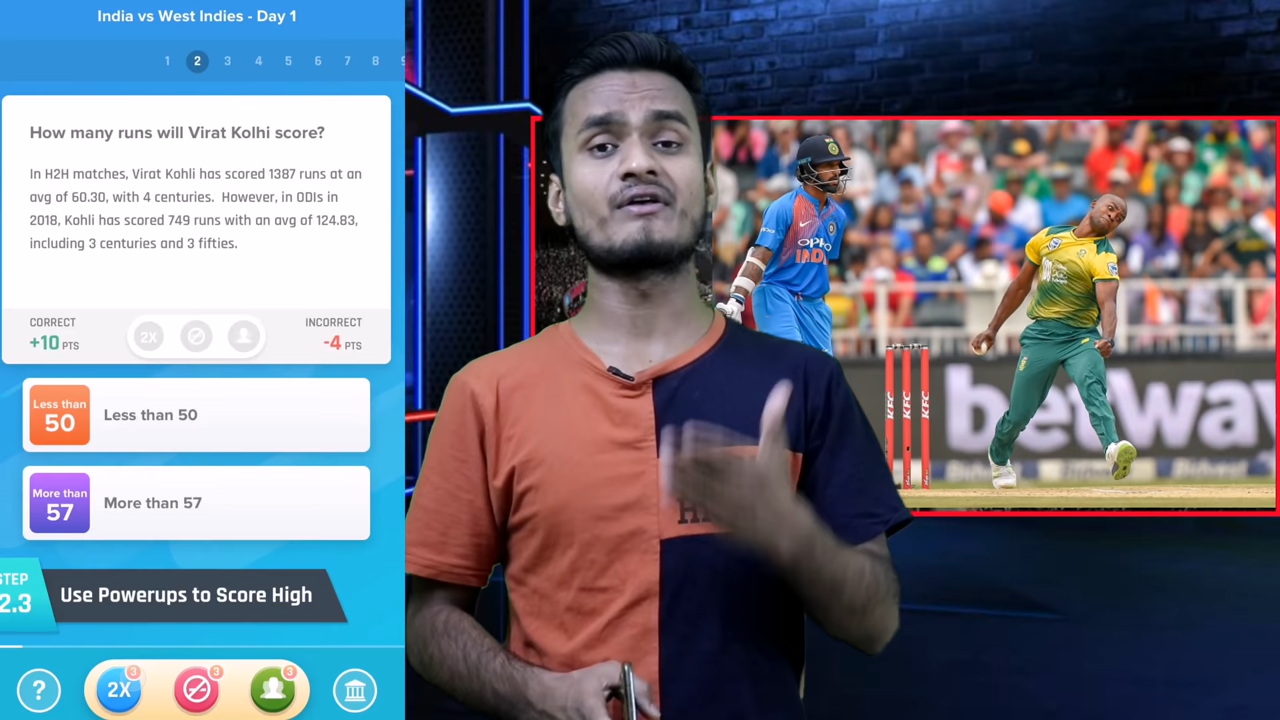 India vs West Indies - Day 1
1 2 3 4 5 6 7 8
How many runs will Virat Kolhi score?
In H2H matches, Virat Kohli has scored 1387 runs at an
avg of 60.30, with 4 centuries. However, in ODIs in
2018, Kohli has scored 749 runs with an avg of 124.83,
including 3 centuries and 3 fifties.
CORRECT
+10 PTS
2X
INCORRECT
-4 PTS
Less than
50
Less than 50
More than
57
More than 57
STEP
2.3
Use Powerups to Score High
?
2X
3
3
3
oppo
INDIA
KFC
KFC
KFC
betway